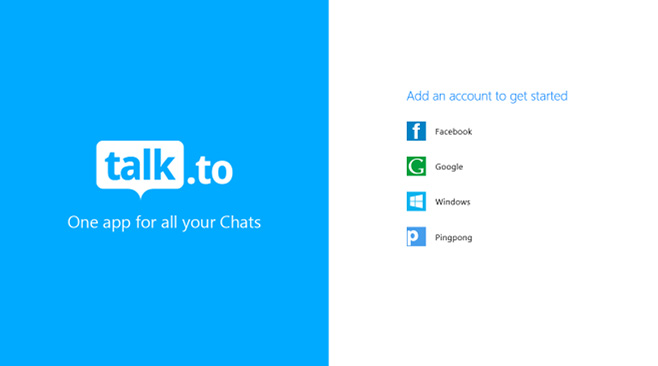 talk.to
One app for all your Chats
Add an account to get started
Facebook
Google
Windows
Pingpong